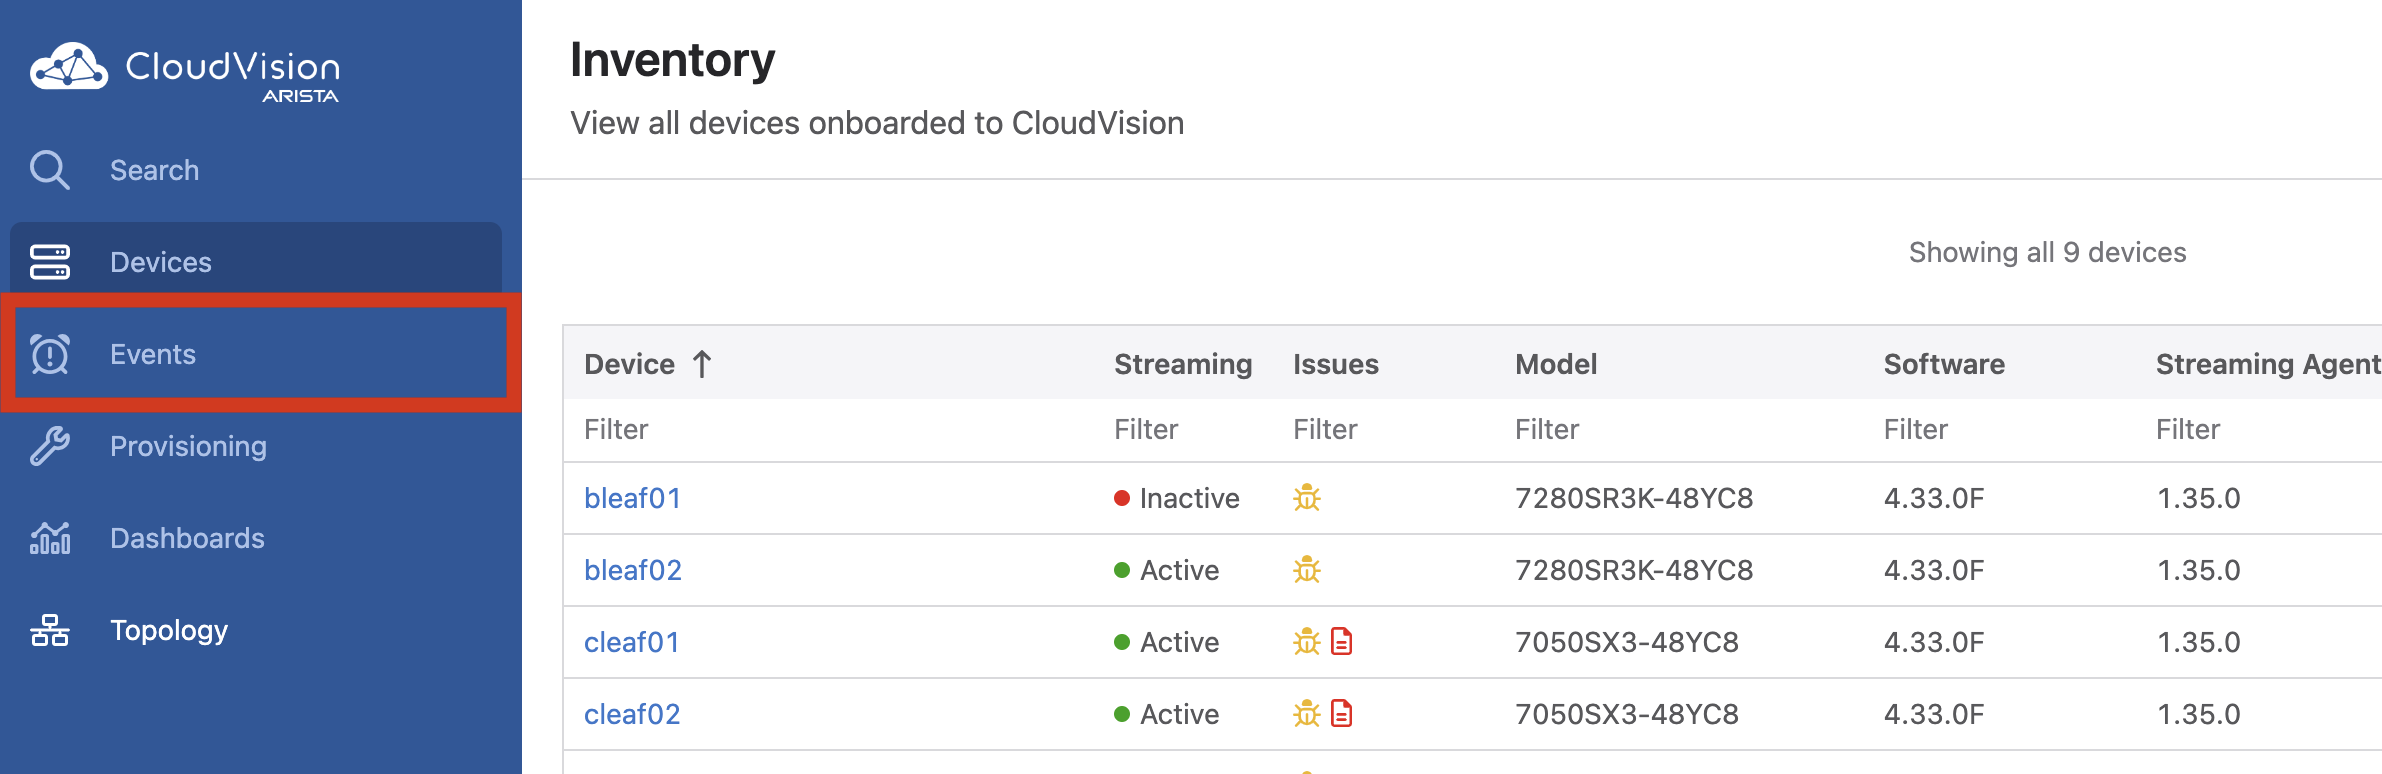 CloudVision
ARISTA
Search
Devices
Events
Provisioning
Dashboards
Topology
Inventory
View all devices onboarded to CloudVision
Showing all 9 devices
Device ↑ Streaming Issues Model Software Streaming Agent
Filter Filter Filter Filter Filter Filter
bleaf01 Inactive 7280SR3K-48YC8 4.33.0F 1.35.0
bleaf02 Active 7280SR3K-48YC8 4.33.0F 1.35.0
cleaf01 Active 7050SX3-48YC8 4.33.0F 1.35.0
cleaf02 Active 7050SX3-48YC8 4.33.0F 1.35.0